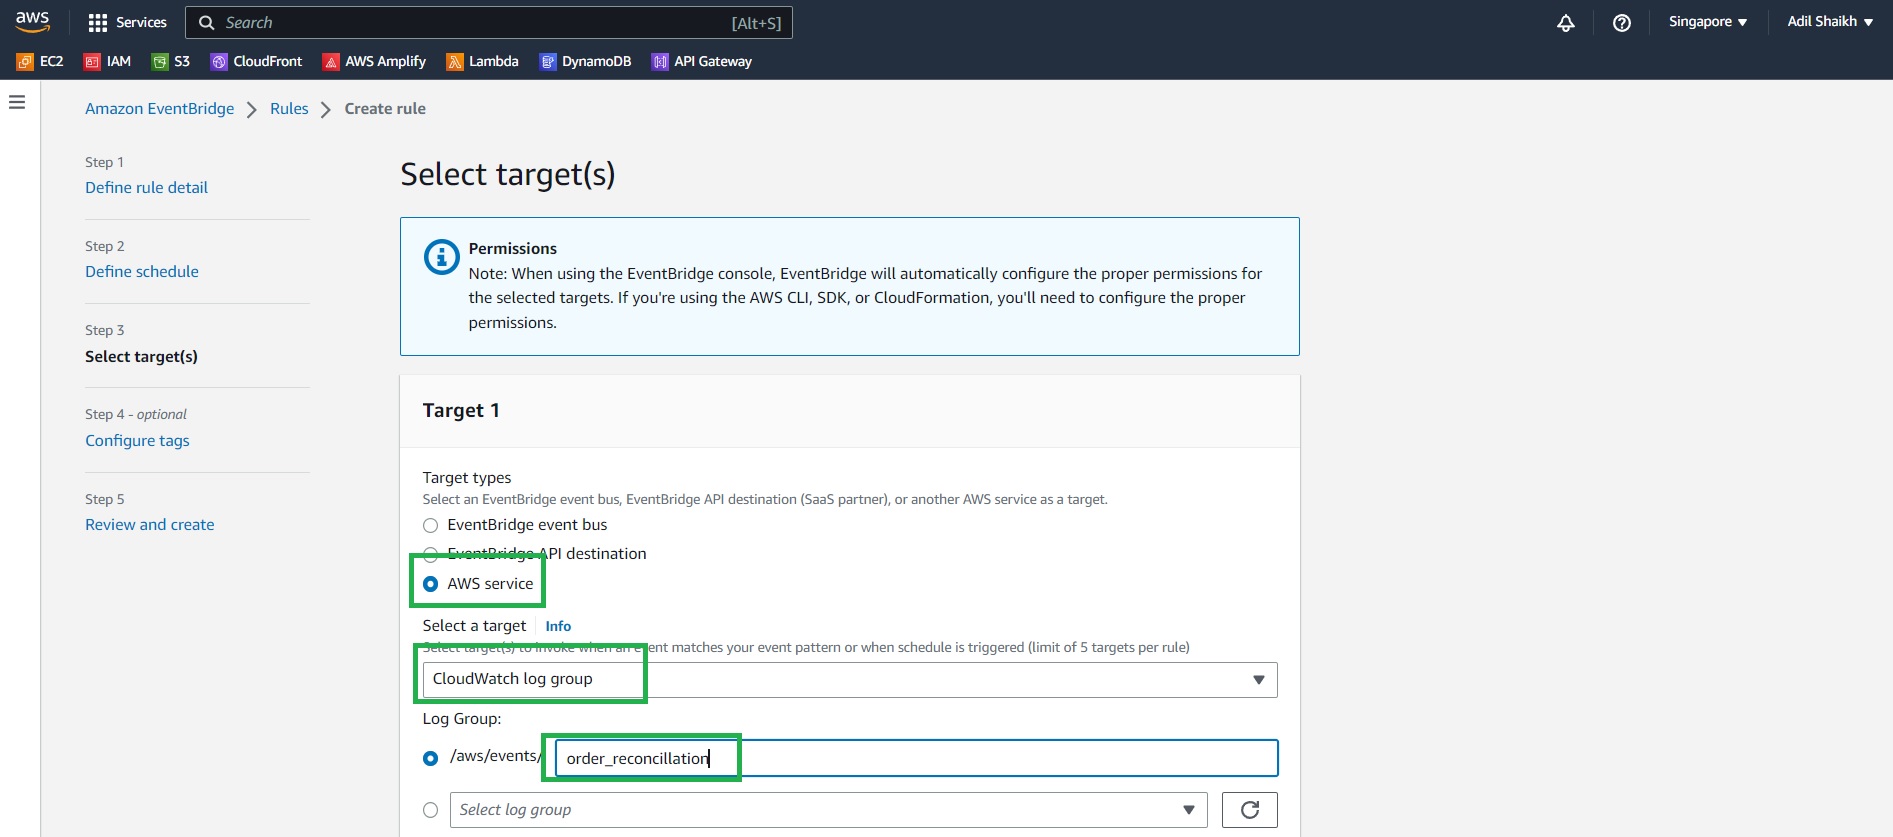 aws
Services
Search
[Alt+S]
Singapore
Adil Shaikh
EC2
IAM
S3
CloudFront
AWS Amplify
Lambda
DynamoDB
API Gateway
Amazon EventBridge
Rules
Create rule
Step 1
Define rule detail
Step 2
Define schedule
Step 3
Select target(s)
Step 4 - optional
Configure tags
Step 5
Review and create
Select target(s)
Permissions
Note: When using the EventBridge console, EventBridge will automatically configure the proper permissions for
the selected targets. If you're using the AWS CLI, SDK, or CloudFormation, you'll need to configure the proper
permissions.
Target 1
Target types
Select an EventBridge event bus, EventBridge API destination (SaaS partner), or another AWS service as a target.
EventBridge event bus
EventBridge API destination
AWS service
Select a target
Info
Select target(s) to invoke when an event matches your event pattern or when schedule is triggered (limit of 5 targets per rule)
CloudWatch log group
Log Group:
/aws/events/
order_reconcillation
Select log group